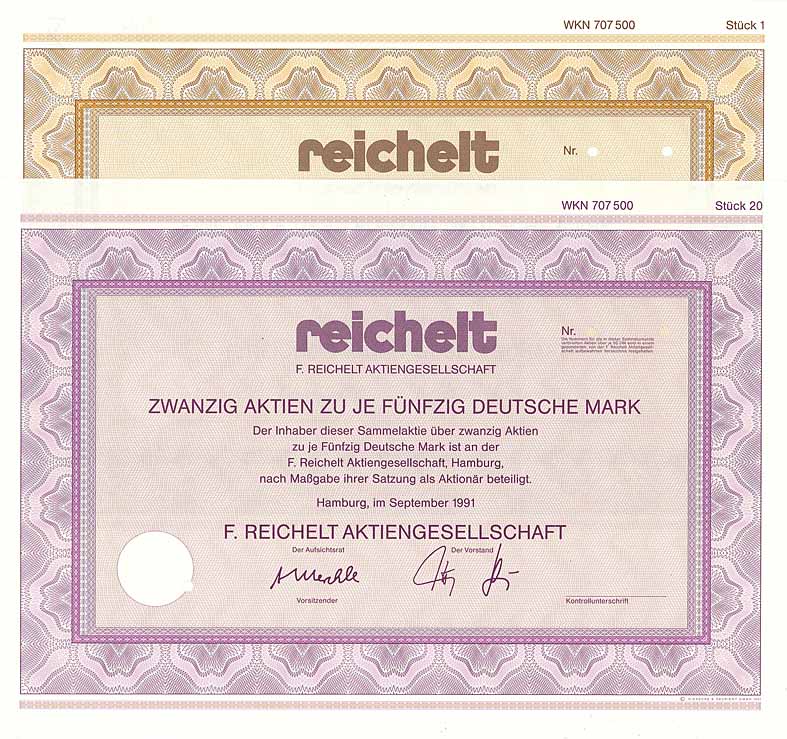 WKN 707 500 Stück 1
reichelt
Nr.
WKN 707 500 Stück 20
reichelt
Nr.
F. REICHELT AKTIENGESELLSCHAFT
ZWANZIG AKTIEN ZU JE FÜNFZIG DEUTSCHE MARK
Der Inhaber dieser Sammelaktie über zwanzig Aktien
zu je Fünfzig Deutsche Mark ist an der
F. Reichelt Aktiengesellschaft, Hamburg,
nach Maßgabe ihrer Satzung als Aktionär beteiligt.
Hamburg, im September 1991
F. REICHELT AKTIENGESELLSCHAFT
Der Aufsichtsrat Der Vorstand
Vorsitzender
Kontrollunterschrift